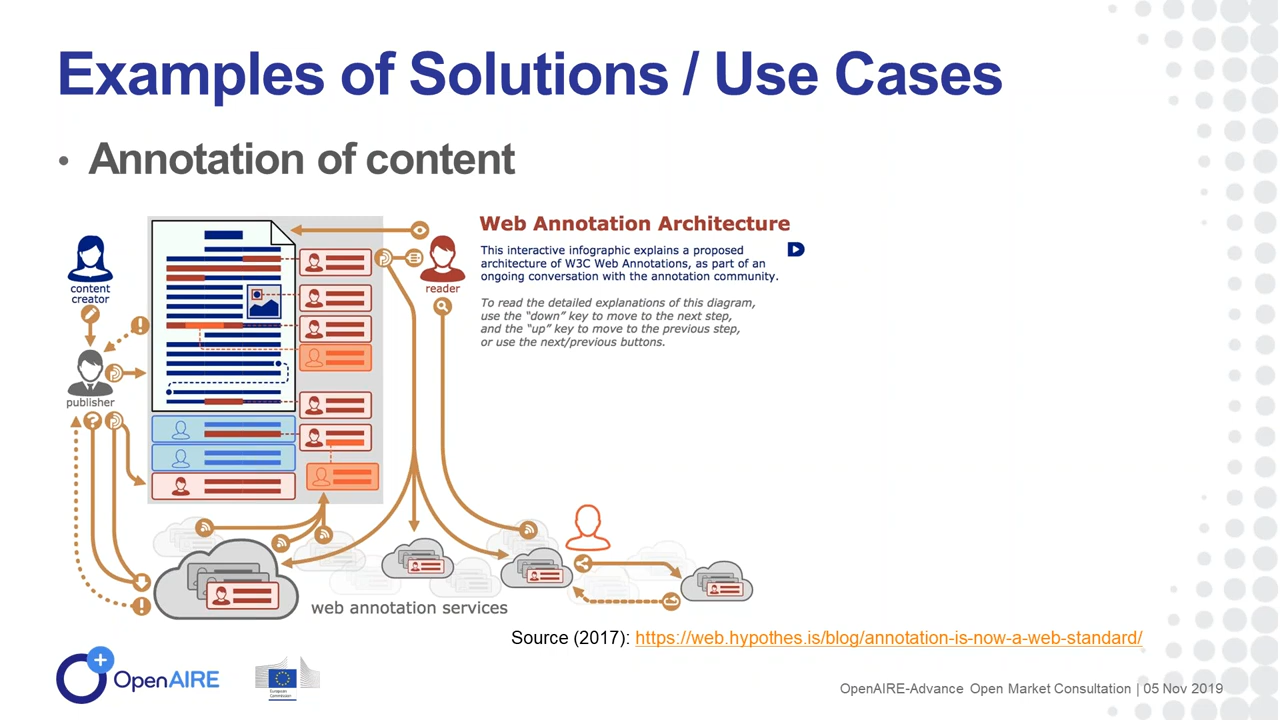 Examples of Solutions / Use Cases
• Annotation of content
Web Annotation Architecture
This interactive infographic explains a proposed
architecture of W3C Web Annotations, as part of an
ongoing conversation with the annotation community.
To read the detailed explanations of this diagram,
use the “down” key to move to the next step,
and the “up” key to move to the previous step,
or use the next/previous buttons.
content
creator
reader
publisher
web annotation services
Source (2017): https://web.hypothes.is/blog/annotation-is-now-a-web-standard/
OpenAIRE
European
Commission
OpenAIRE-Advance Open Market Consultation | 05 Nov 2019